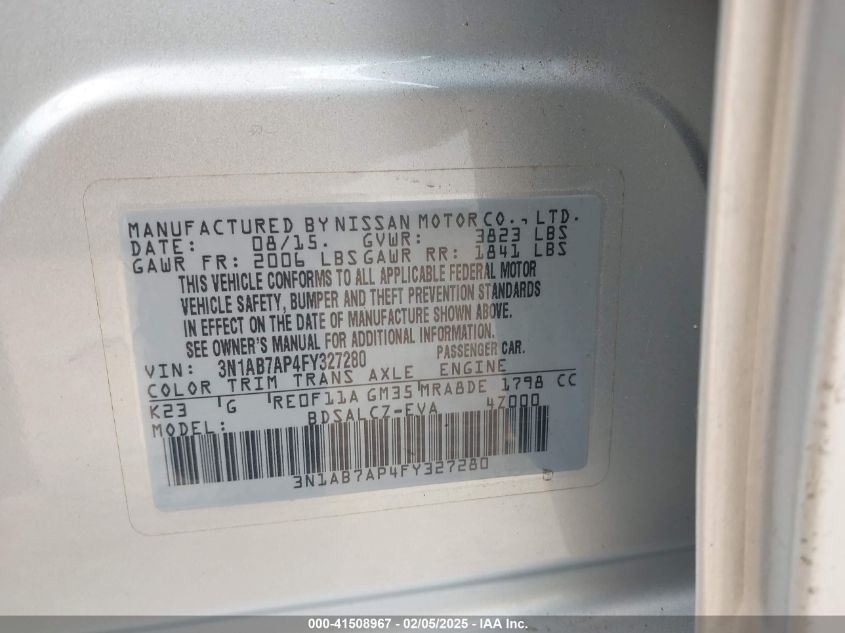 MANUFACTURED BY NISSAN MOTOR CO., LTD.
DATE: 08/15. GVWR: 3823 LBS
GAWR FR: 2006 LBS GAWR RR: 1841 LBS
THIS VEHICLE CONFORMS TO ALL APPLICABLE FEDERAL MOTOR
VEHICLE SAFETY, BUMPER AND THEFT PREVENTION STANDARDS
IN EFFECT ON THE DATE OF MANUFACTURE SHOWN ABOVE.
SEE OWNER'S MANUAL FOR ADDITIONAL INFORMATION.
VIN: 3N1AB7AP4FY327280 PASSENGER CAR.
COLOR TRIM TRANS AXLE ENGINE
K23 G RE0F11A GM35 MRA8DE 1798 CC
MODEL: BDSALCZ-EVA 4Z000
3N1AB7AP4FY327280
000-41508967 - 02/05/2025 - IAA Inc.